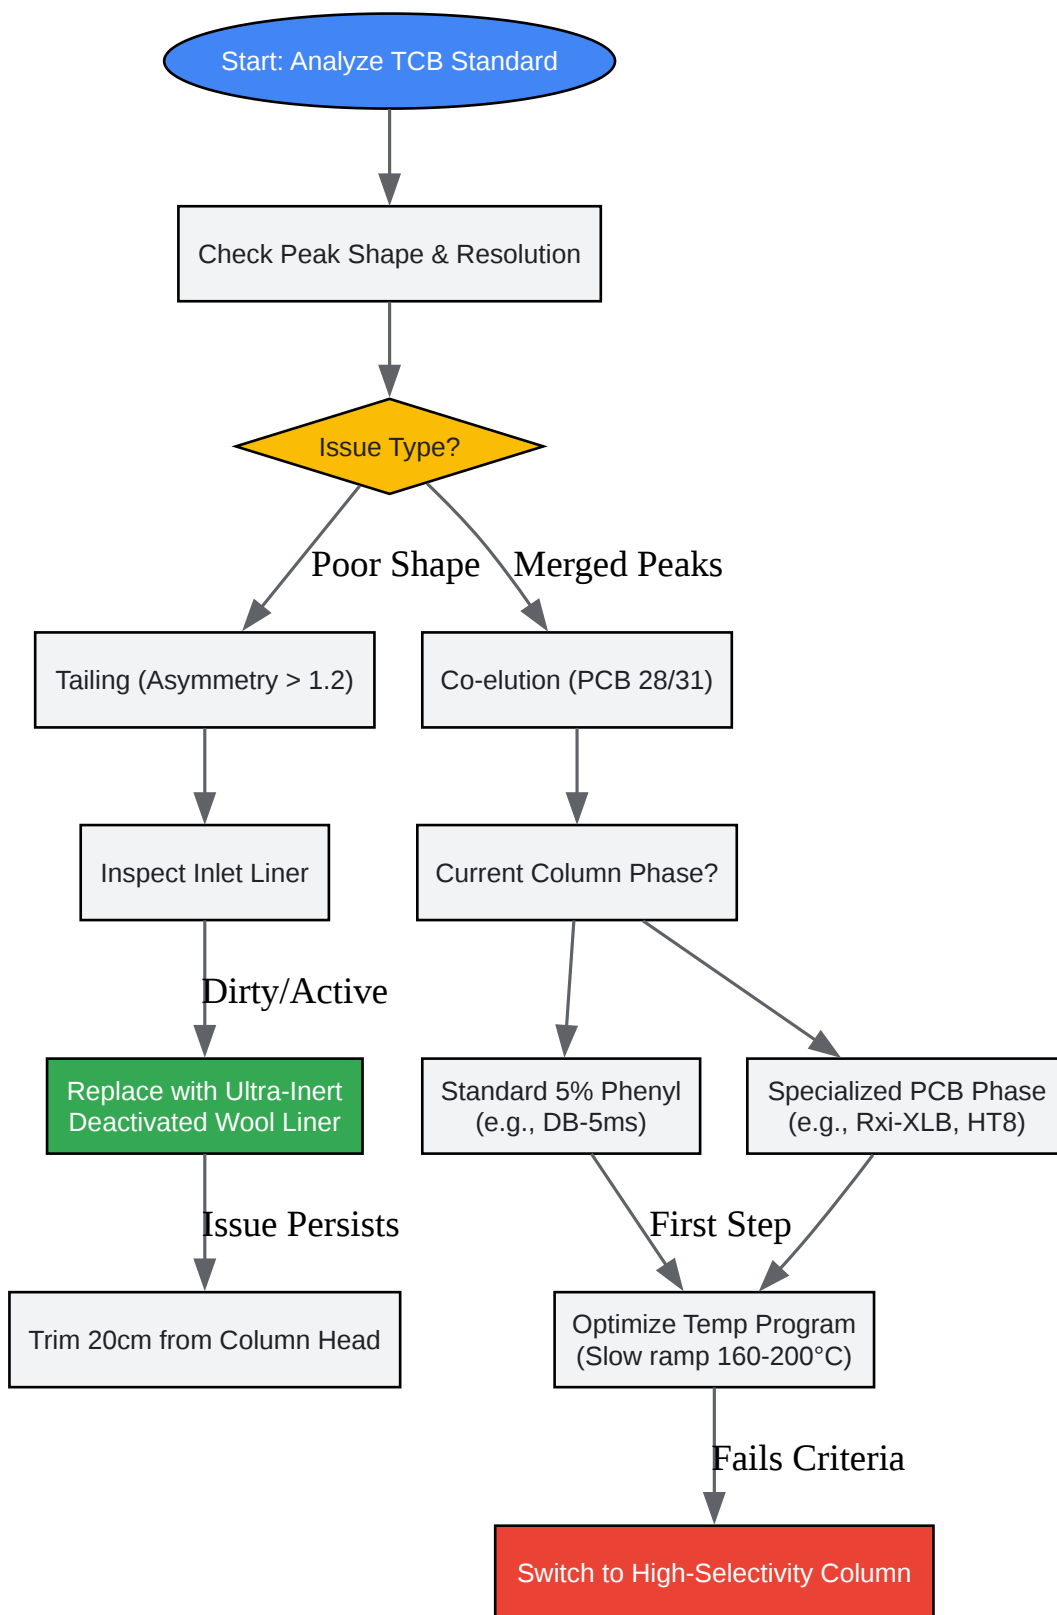 Start: Analyze TCB Standard
Check Peak Shape & Resolution
Issue Type?
Poor Shape
Merged Peaks
Tailing (Asymmetry > 1.2)
Co-elution (PCB 28/31)
Inspect Inlet Liner
Current Column Phase?
Dirty/Active
Replace with Ultra-Inert
Deactivated Wool Liner
Standard 5% Phenyl
(e.g., DB-5ms)
Specialized PCB Phase
(e.g., Rxi-XLB, HT8)
Issue Persists
First Step
Trim 20cm from Column Head
Optimize Temp Program
(Slow ramp 160-200°C)
Fails Criteria
Switch to High-Selectivity Column